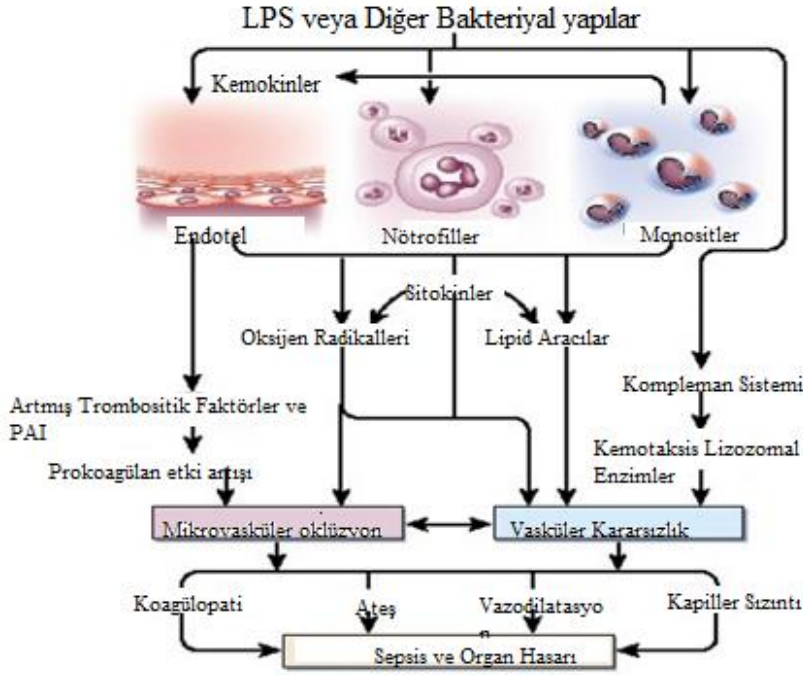 LPS veya Diğer Bakteriyal yapılar
Kemokinler
Endotel
Nötrofiller
Monositler
Sitokinler
Oksijen Radikalleri
Lipid Aracılar
Kompleman Sistemi
Artmış Trombositik Faktörler ve
PAI
Kemotaksis Lizozomal
Enzimler
Prokoagülan etki artışı
Mikrovasküler oklüzyon
Vasküler Kararsızlık
Koagülopati
Ateş
Vazodilatasyo
n
Kapiller Sızıntı
Sepsis ve Organ Hasarı